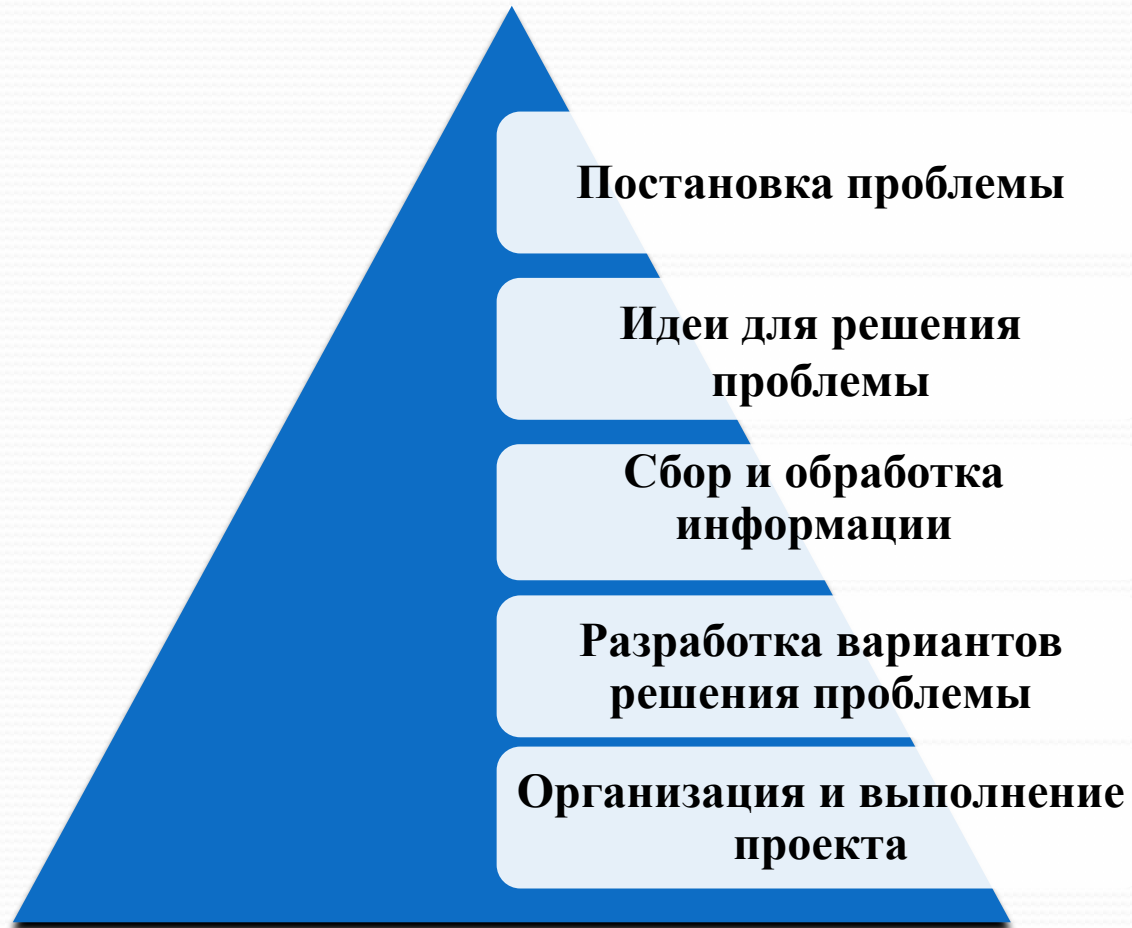 Постановка проблемы
Идеи для решения
проблемы
Сбор и обработка
информации
Разработка вариантов
решения проблемы
Организация и выполнение
проекта